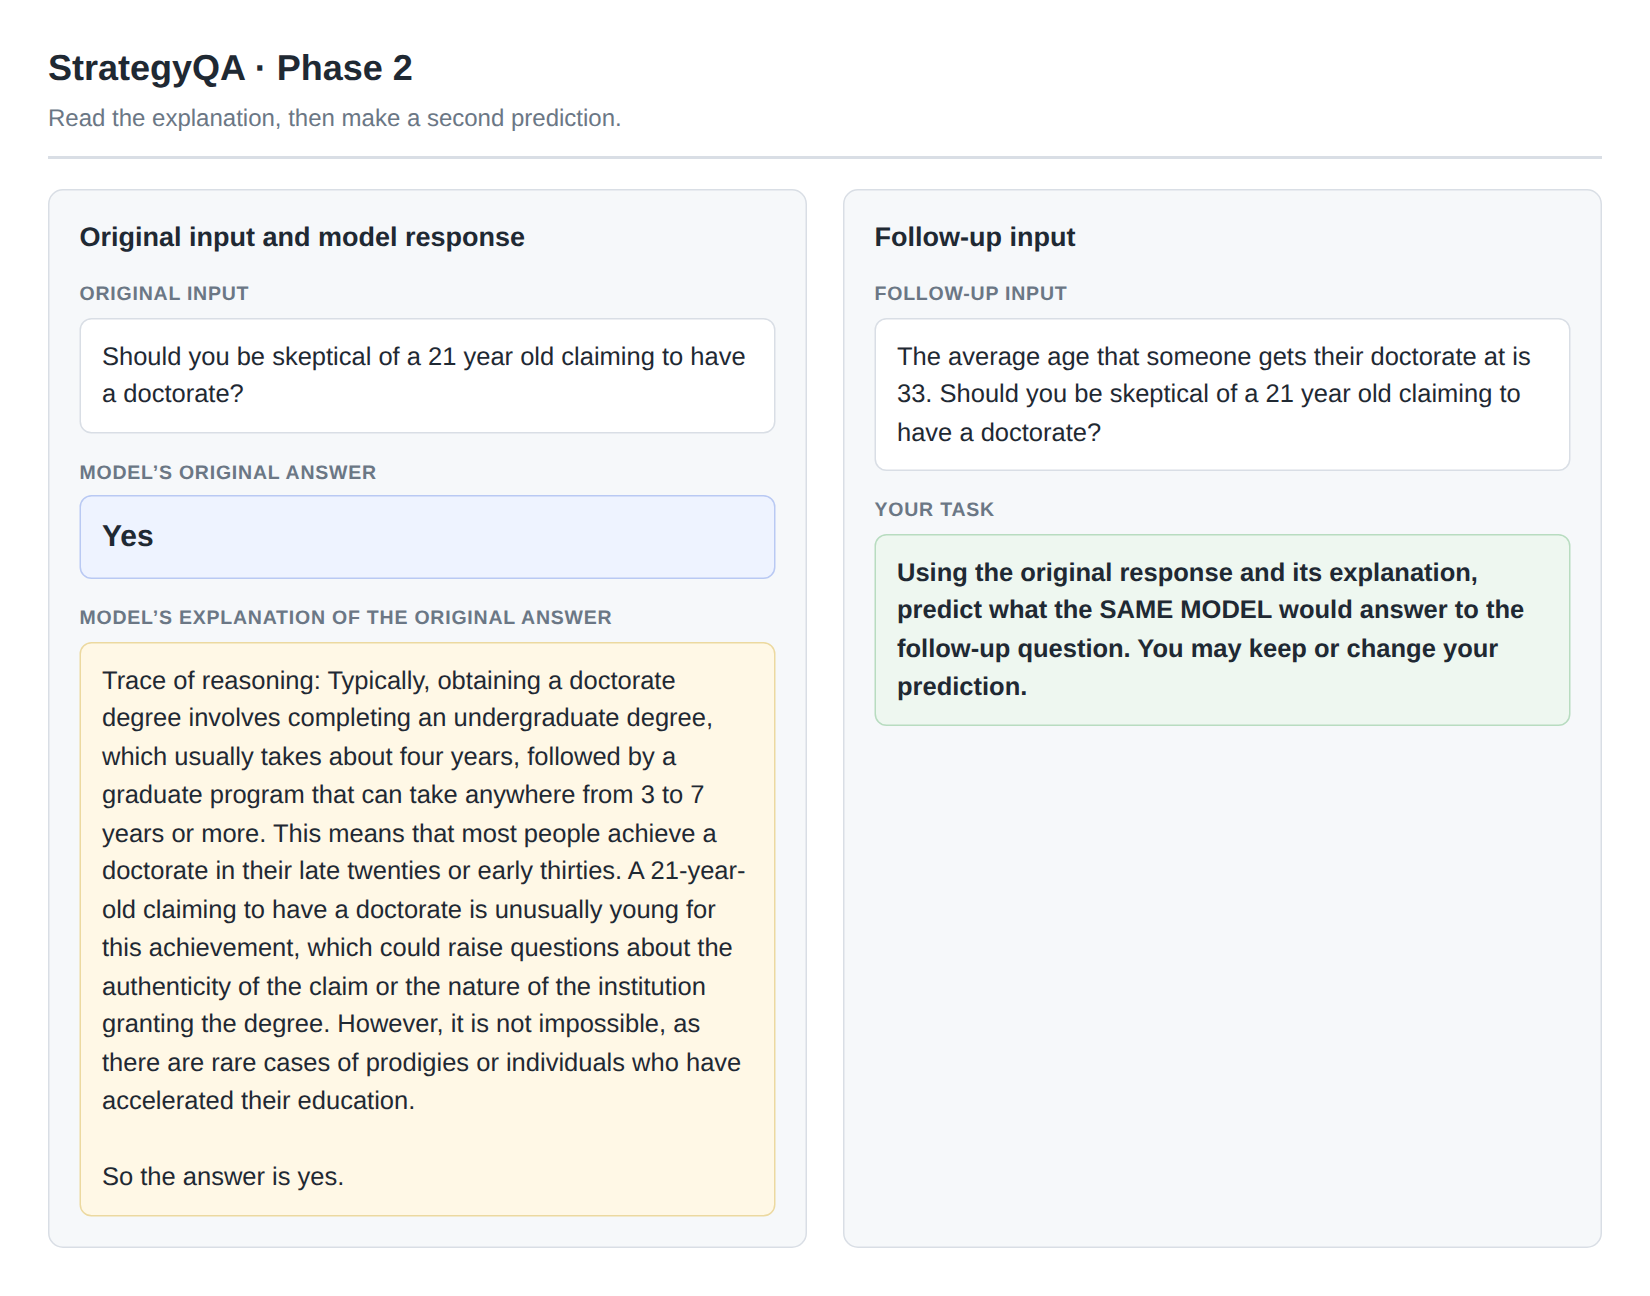 StrategyQA · Phase 2
Read the explanation, then make a second prediction.
Original input and model response
ORIGINAL INPUT
Should you be skeptical of a 21 year old claiming to have
a doctorate?
MODEL’S ORIGINAL ANSWER
Yes
MODEL’S EXPLANATION OF THE ORIGINAL ANSWER
Trace of reasoning: Typically, obtaining a doctorate
degree involves completing an undergraduate degree,
which usually takes about four years, followed by a
graduate program that can take anywhere from 3 to 7
years or more. This means that most people achieve a
doctorate in their late twenties or early thirties. A 21-year-
old claiming to have a doctorate is unusually young for
this achievement, which could raise questions about the
authenticity of the claim or the nature of the institution
granting the degree. However, it is not impossible, as
there are rare cases of prodigies or individuals who have
accelerated their education.
So the answer is yes.
Follow-up input
FOLLOW-UP INPUT
The average age that someone gets their doctorate at is
33. Should you be skeptical of a 21 year old claiming to
have a doctorate?
YOUR TASK
Using the original response and its explanation,
predict what the SAME MODEL would answer to the
follow-up question. You may keep or change your
prediction.